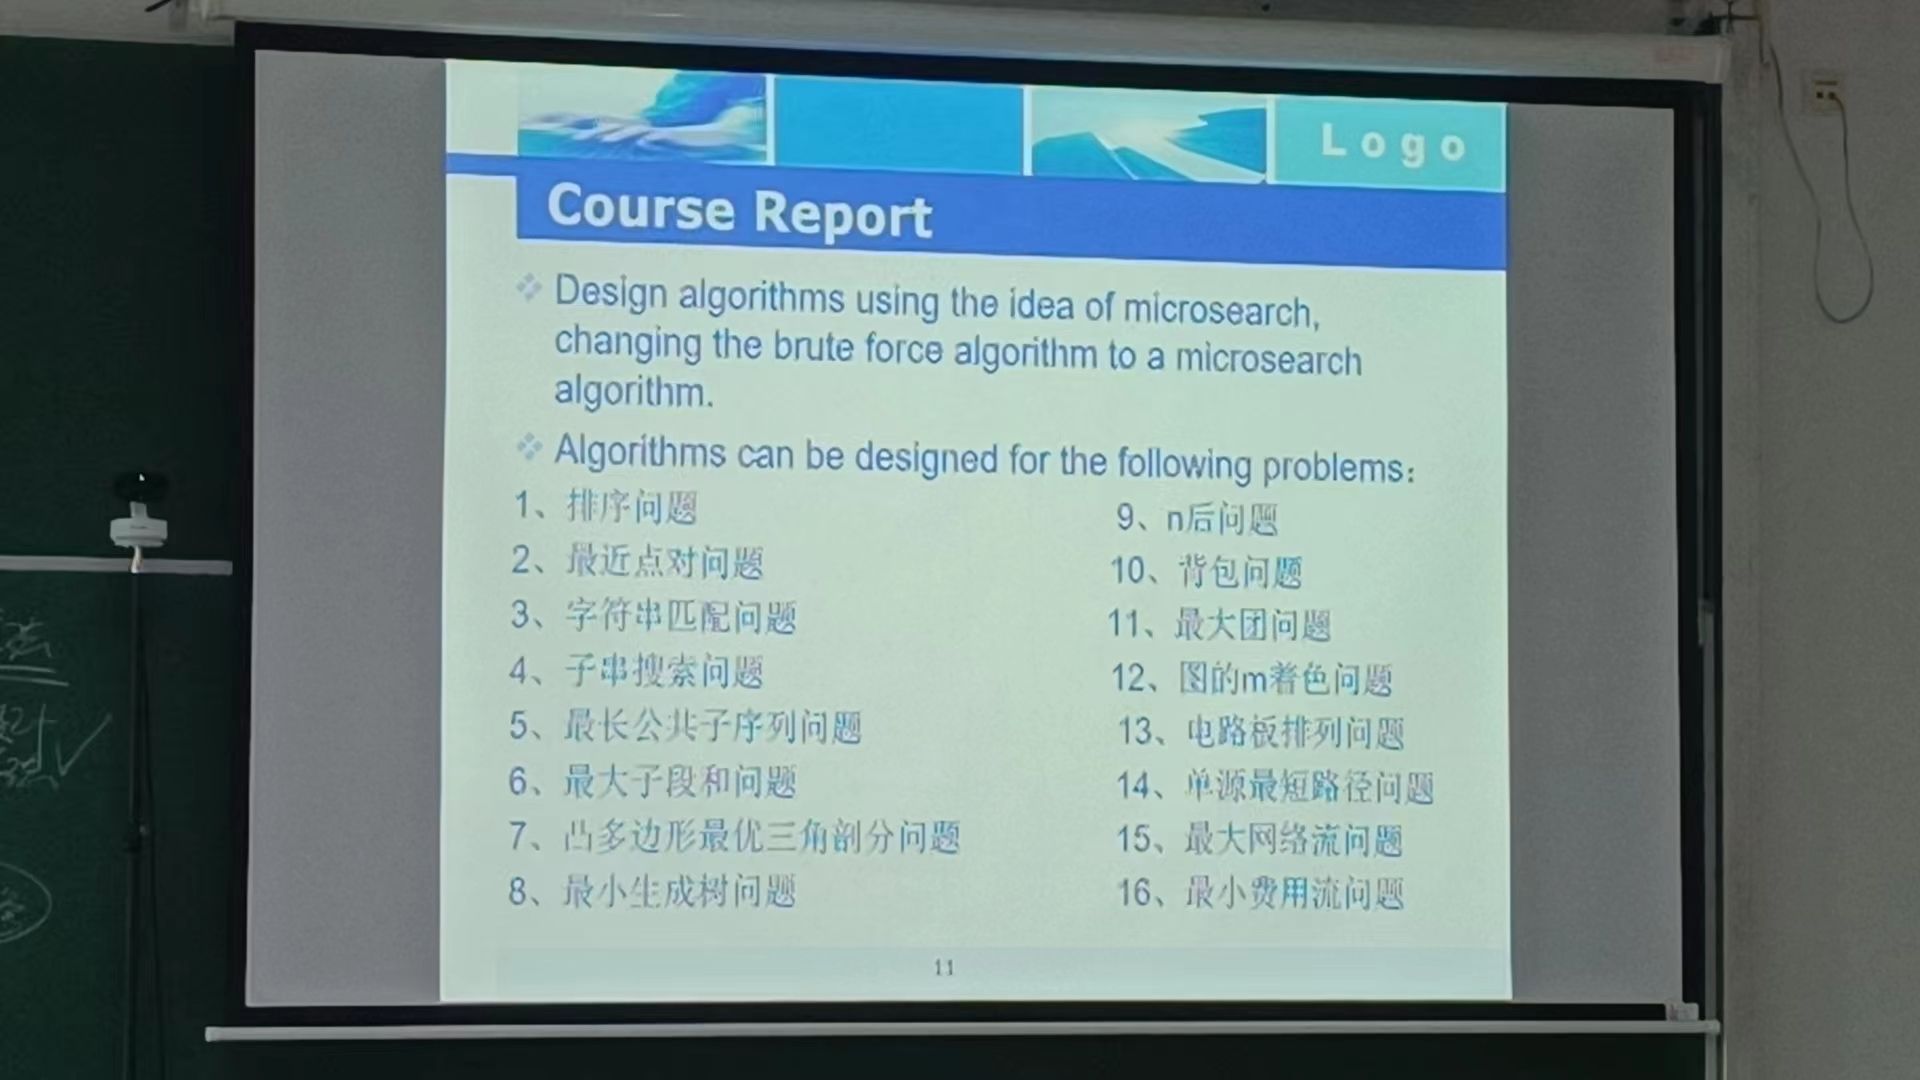 Logo
Course Report
Design algorithms using the idea of microsearch,
changing the brute force algorithm to a microsearch
algorithm.
Algorithms can be designed for the following problems：
1、排序问题
2、最近点对问题
3、字符串匹配问题
4、子串搜索问题
5、最长公共子序列问题
6、最大子段和问题
7、凸多边形最优三角剖分问题
8、最小生成树问题
9、n后问题
10、背包问题
11、最大团问题
12、图的m着色问题
13、电路板排列问题
14、单源最短路径问题
15、最大网络流问题
16、最小费用流问题
11